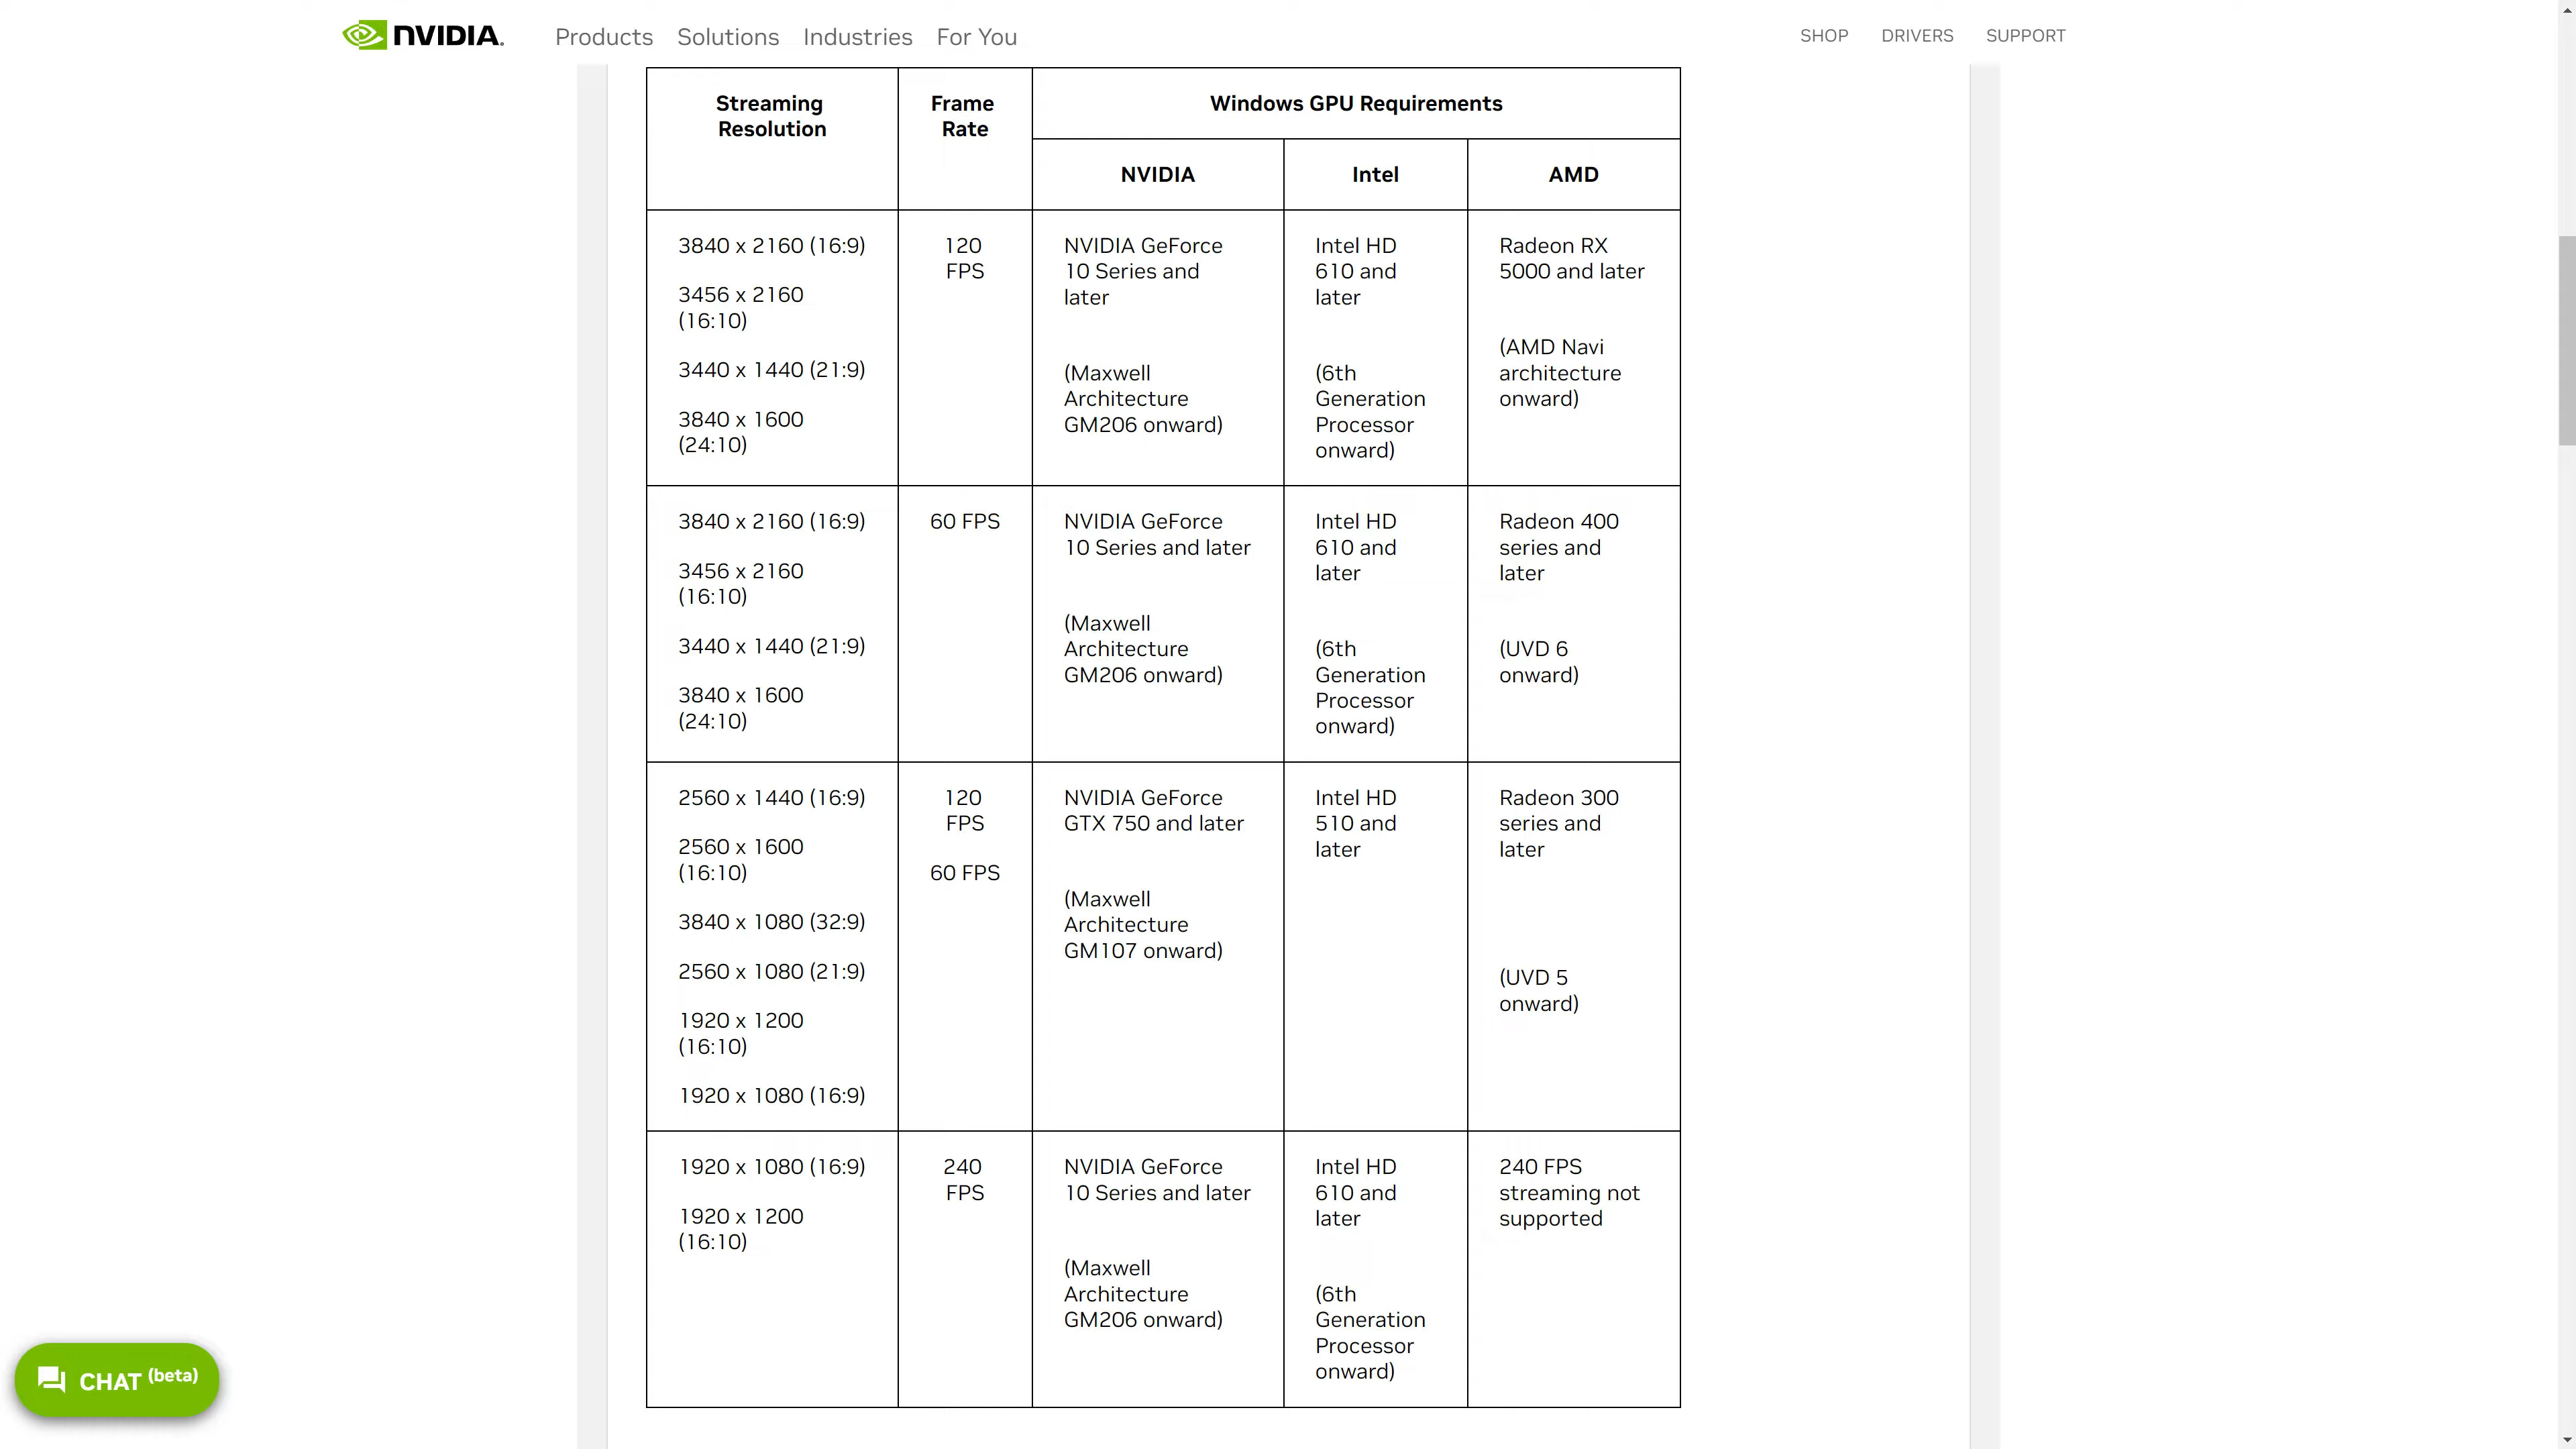 NVIDIA.
Products Solutions Industries For You
SHOP DRIVERS SUPPORT
Streaming
Resolution
Frame
Rate
Windows GPU Requirements
NVIDIA
Intel
AMD
3840 x 2160 (16:9)
3456 x 2160
(16:10)
3440 x 1440 (21:9)
3840 x 1600
(24:10)
120
FPS
NVIDIA GeForce
10 Series and
later
(Maxwell
Architecture
GM206 onward)
Intel HD
610 and
later
(6th
Generation
Processor
onward)
Radeon RX
5000 and later
(AMD Navi
architecture
onward)
3840 x 2160 (16:9)
3456 x 2160
(16:10)
3440 x 1440 (21:9)
3840 x 1600
(24:10)
60 FPS
NVIDIA GeForce
10 Series and later
(Maxwell
Architecture
GM206 onward)
Intel HD
610 and
later
(6th
Generation
Processor
onward)
Radeon 400
series and
later
(UVD 6
onward)
2560 x 1440 (16:9)
2560 x 1600
(16:10)
3840 x 1080 (32:9)
2560 x 1080 (21:9)
1920 x 1200
(16:10)
1920 x 1080 (16:9)
120
FPS
60 FPS
NVIDIA GeForce
GTX 750 and later
(Maxwell
Architecture
GM107 onward)
Intel HD
510 and
later
Radeon 300
series and
later
(UVD 5
onward)
1920 x 1080 (16:9)
1920 x 1200
(16:10)
240
FPS
NVIDIA GeForce
10 Series and later
(Maxwell
Architecture
GM206 onward)
Intel HD
610 and
later
(6th
Generation
Processor
onward)
240 FPS
streaming not
supported
CHAT (beta)